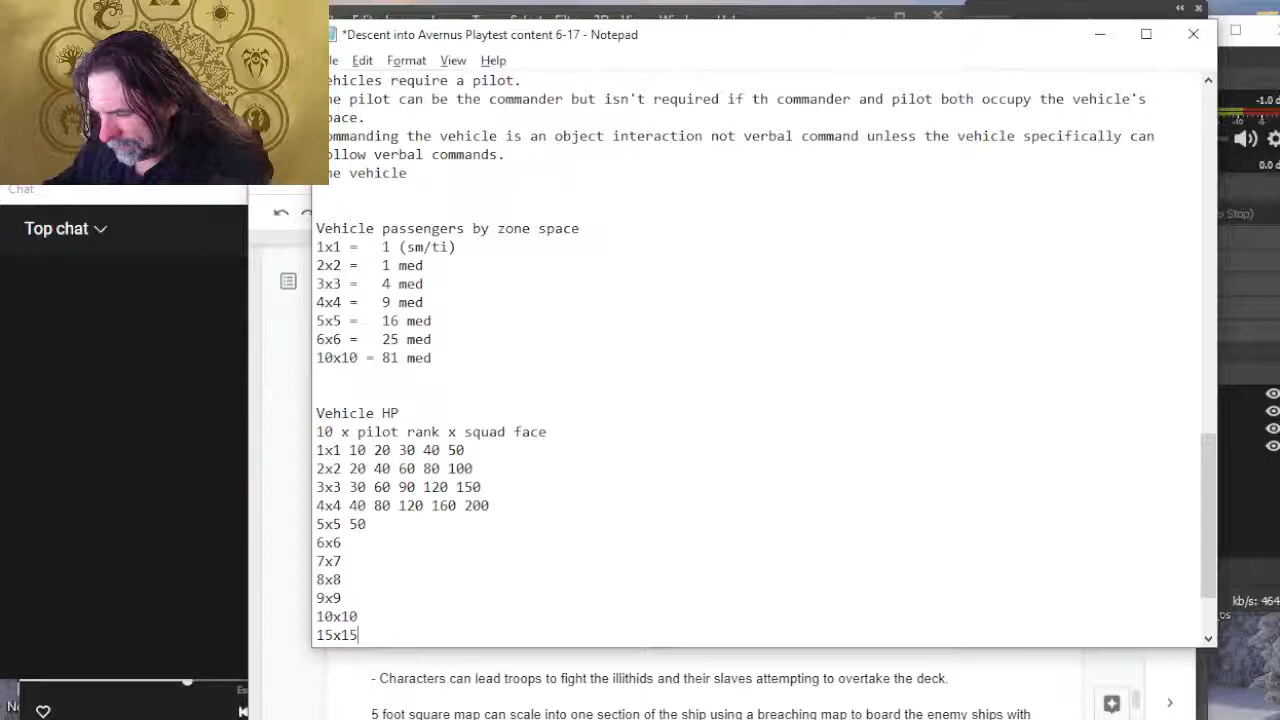 *Descent into Avernus Playtest content 6-17 - Notepad
Edit Format View Help
ehicles require a pilot.
he pilot can be the commander but isn't required if th commander and pilot both occupy the vehicle's
pace.
ommanding the vehicle is an object interaction not verbal command unless the vehicle specifically can
ollow verbal commands.
he vehicle
Chat
Top chat
Vehicle passengers by zone space
1x1 = 1 (sm/ti)
2x2 = 1 med
3x3 = 4 med
4x4 = 9 med
5x5 = 16 med
6x6 = 25 med
10x10 = 81 med
Vehicle HP
10 x pilot rank x squad face
1x1 10 20 30 40 50
2x2 20 40 60 80 100
3x3 30 60 90 120 150
4x4 40 80 120 160 200
5x5 50
6x6
7x7
8x8
9x9
10x10
15x15
- Characters can lead troops to fight the illithids and their slaves attempting to overtake the deck.
5 foot square map can scale into one section of the ship using a breaching map to board the enemy ships with
-1.0 d
0.0 d
Stop)
kb/s: 464